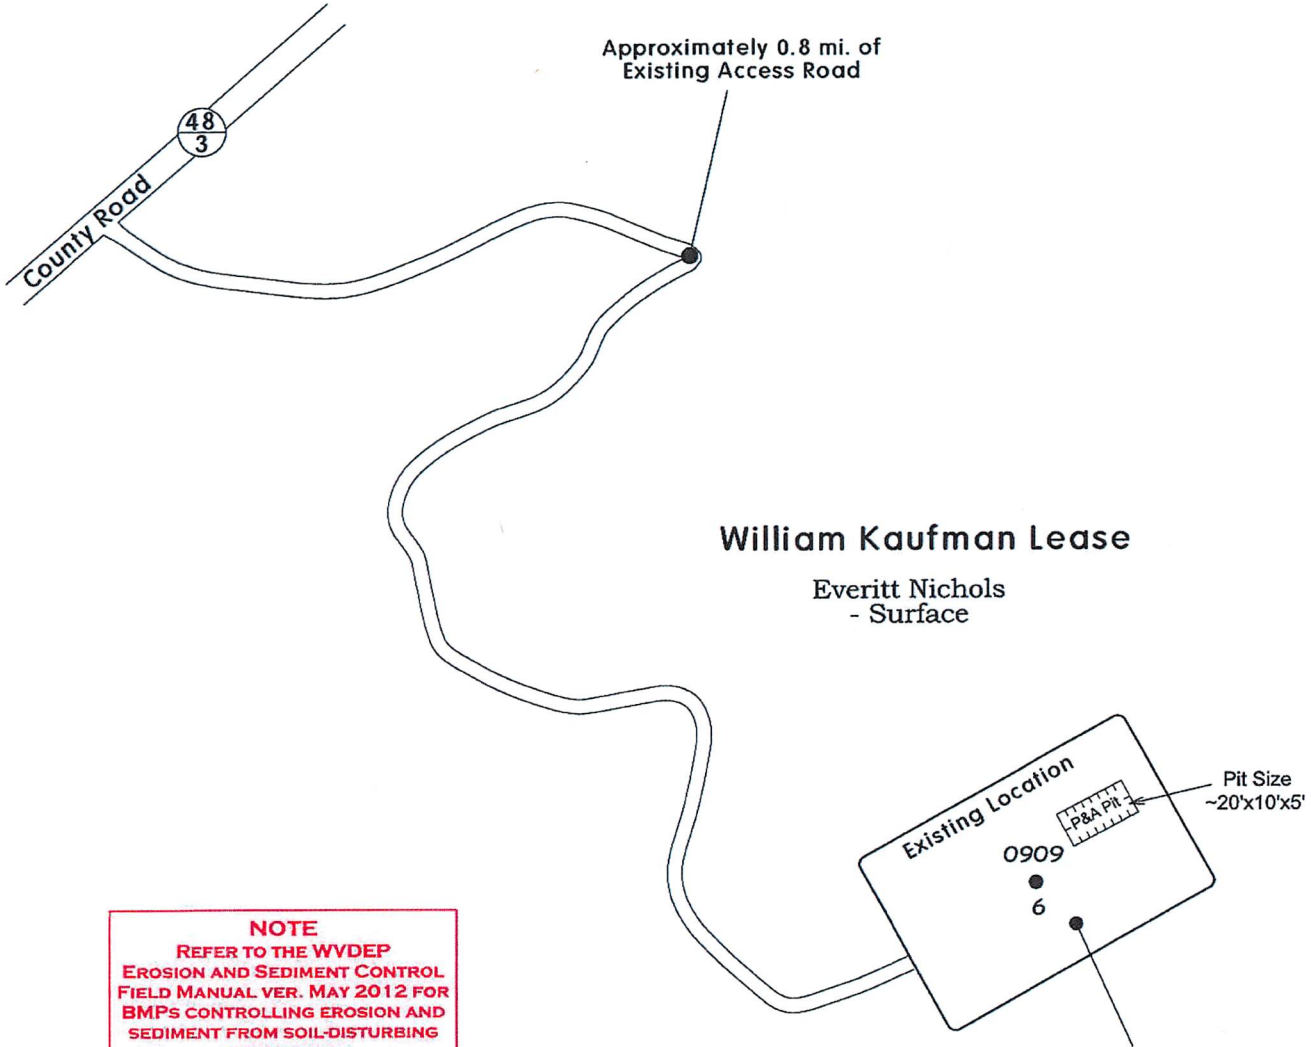 Approximately 0.8 mi. of
Existing Access Road
48
3
County Road
William Kaufman Lease
Everitt Nichols
- Surface
Existing Location
P&A Pit
Pit Size
~20'x10'x5'
0909
6
NOTE
REFER TO THE WVDEP
EROSION AND SEDIMENT CONTROL
FIELD MANUAL VER. MAY 2012 FOR
BMPS CONTROLLING EROSION AND
SEDIMENT FROM SOIL-DISTURBING